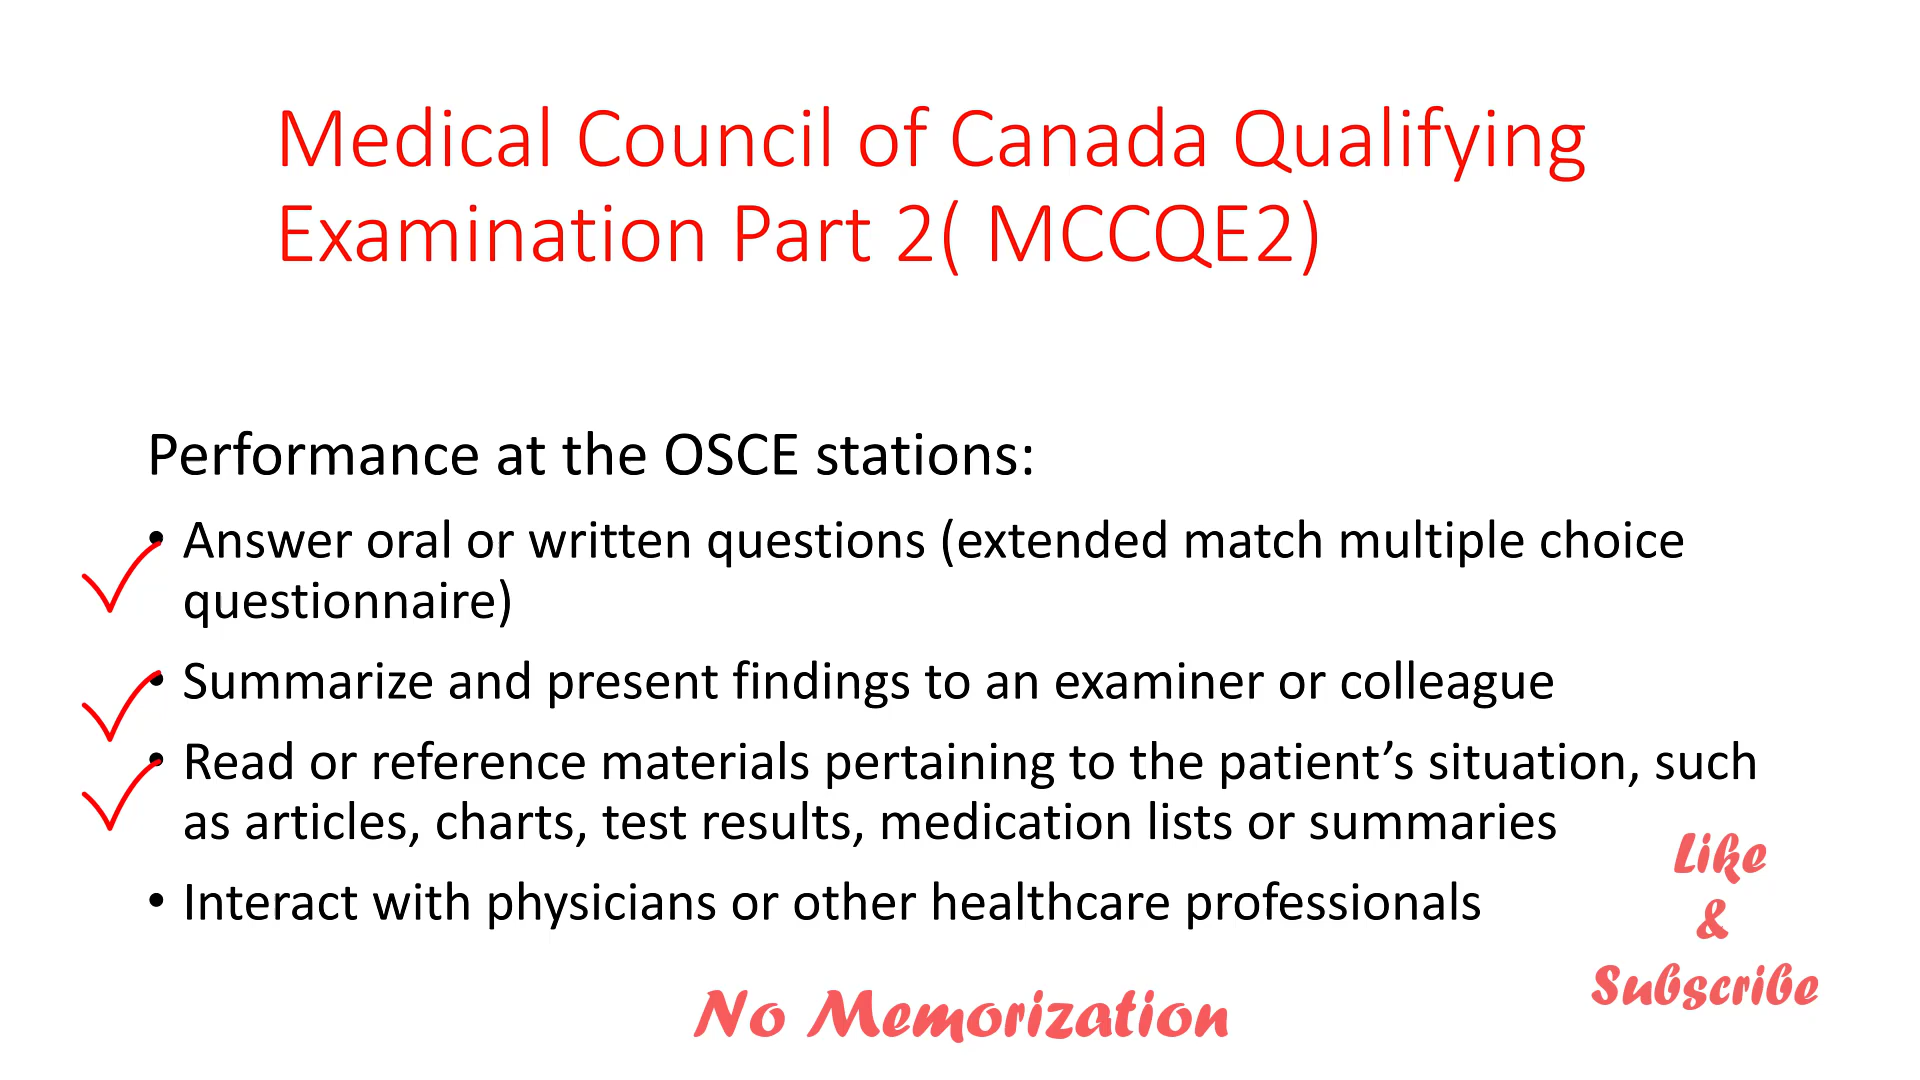 Medical Council of Canada Qualifying
Examination Part 2( MCCQE2)
Performance at the OSCE stations:
• Answer oral or written questions (extended match multiple choice
questionnaire)
• Summarize and present findings to an examiner or colleague
• Read or reference materials pertaining to the patient’s situation, such
as articles, charts, test results, medication lists or summaries
• Interact with physicians or other healthcare professionals
Like
&
Subscribe
No Memorization